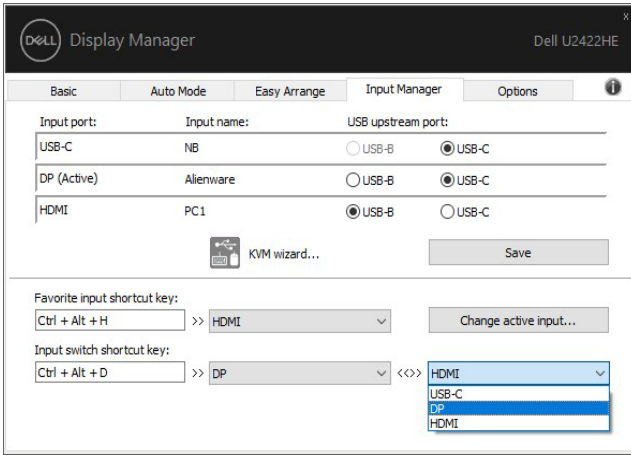 x
DELL Display Manager Dell U2422HE
Basic Auto Mode Easy Arrange Input Manager Options i
Input port: Input name: USB upstream port:
USB-C NB USB-B USB-C
DP (Active) Alienware USB-B USB-C
HDMI PC1 USB-B USB-C
KVM wizard... Save
Favorite input shortcut key:
Ctrl + Alt + H >> HDMI Change active input...
Input switch shortcut key:
Ctrl + Alt + D >> DP <<>> HDMI
USB-C
DP
HDMI